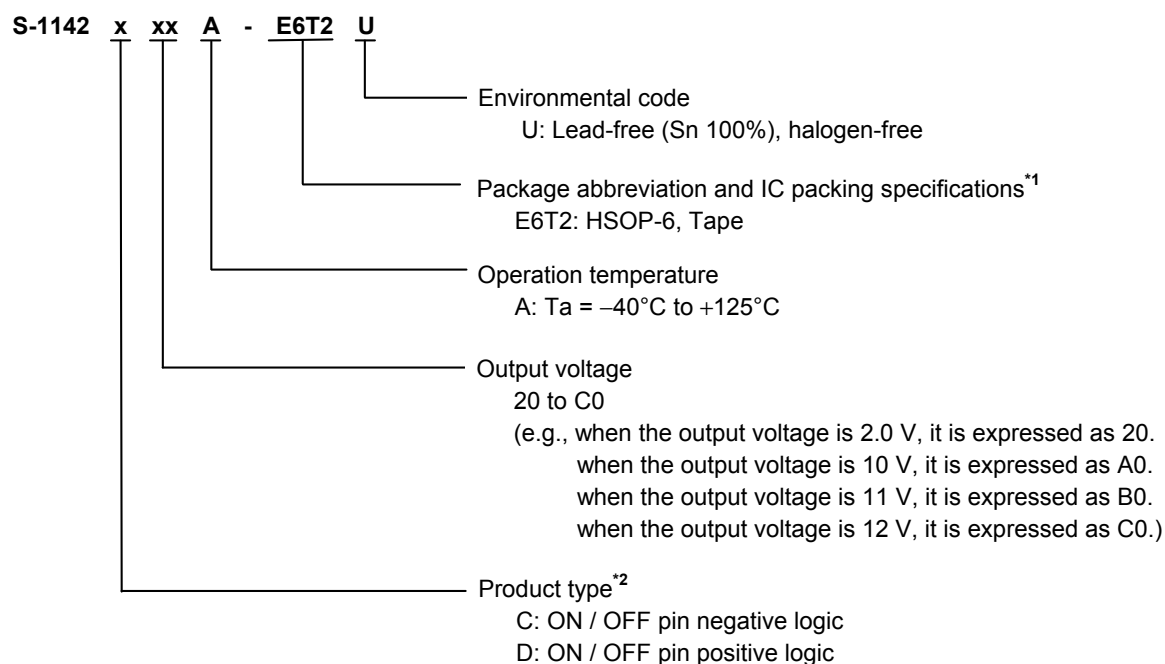 S-1142 x xx A - E6T2 U
Environmental code
U: Lead-free (Sn 100%), halogen-free
Package abbreviation and IC packing specifications*1
E6T2: HSOP-6, Tape
Operation temperature
A: Ta = −40°C to +125°C
Output voltage
20 to C0
(e.g., when the output voltage is 2.0 V, it is expressed as 20.
when the output voltage is 10 V, it is expressed as A0.
when the output voltage is 11 V, it is expressed as B0.
when the output voltage is 12 V, it is expressed as C0.)
Product type*2
C: ON / OFF pin negative logic
D: ON / OFF pin positive logic